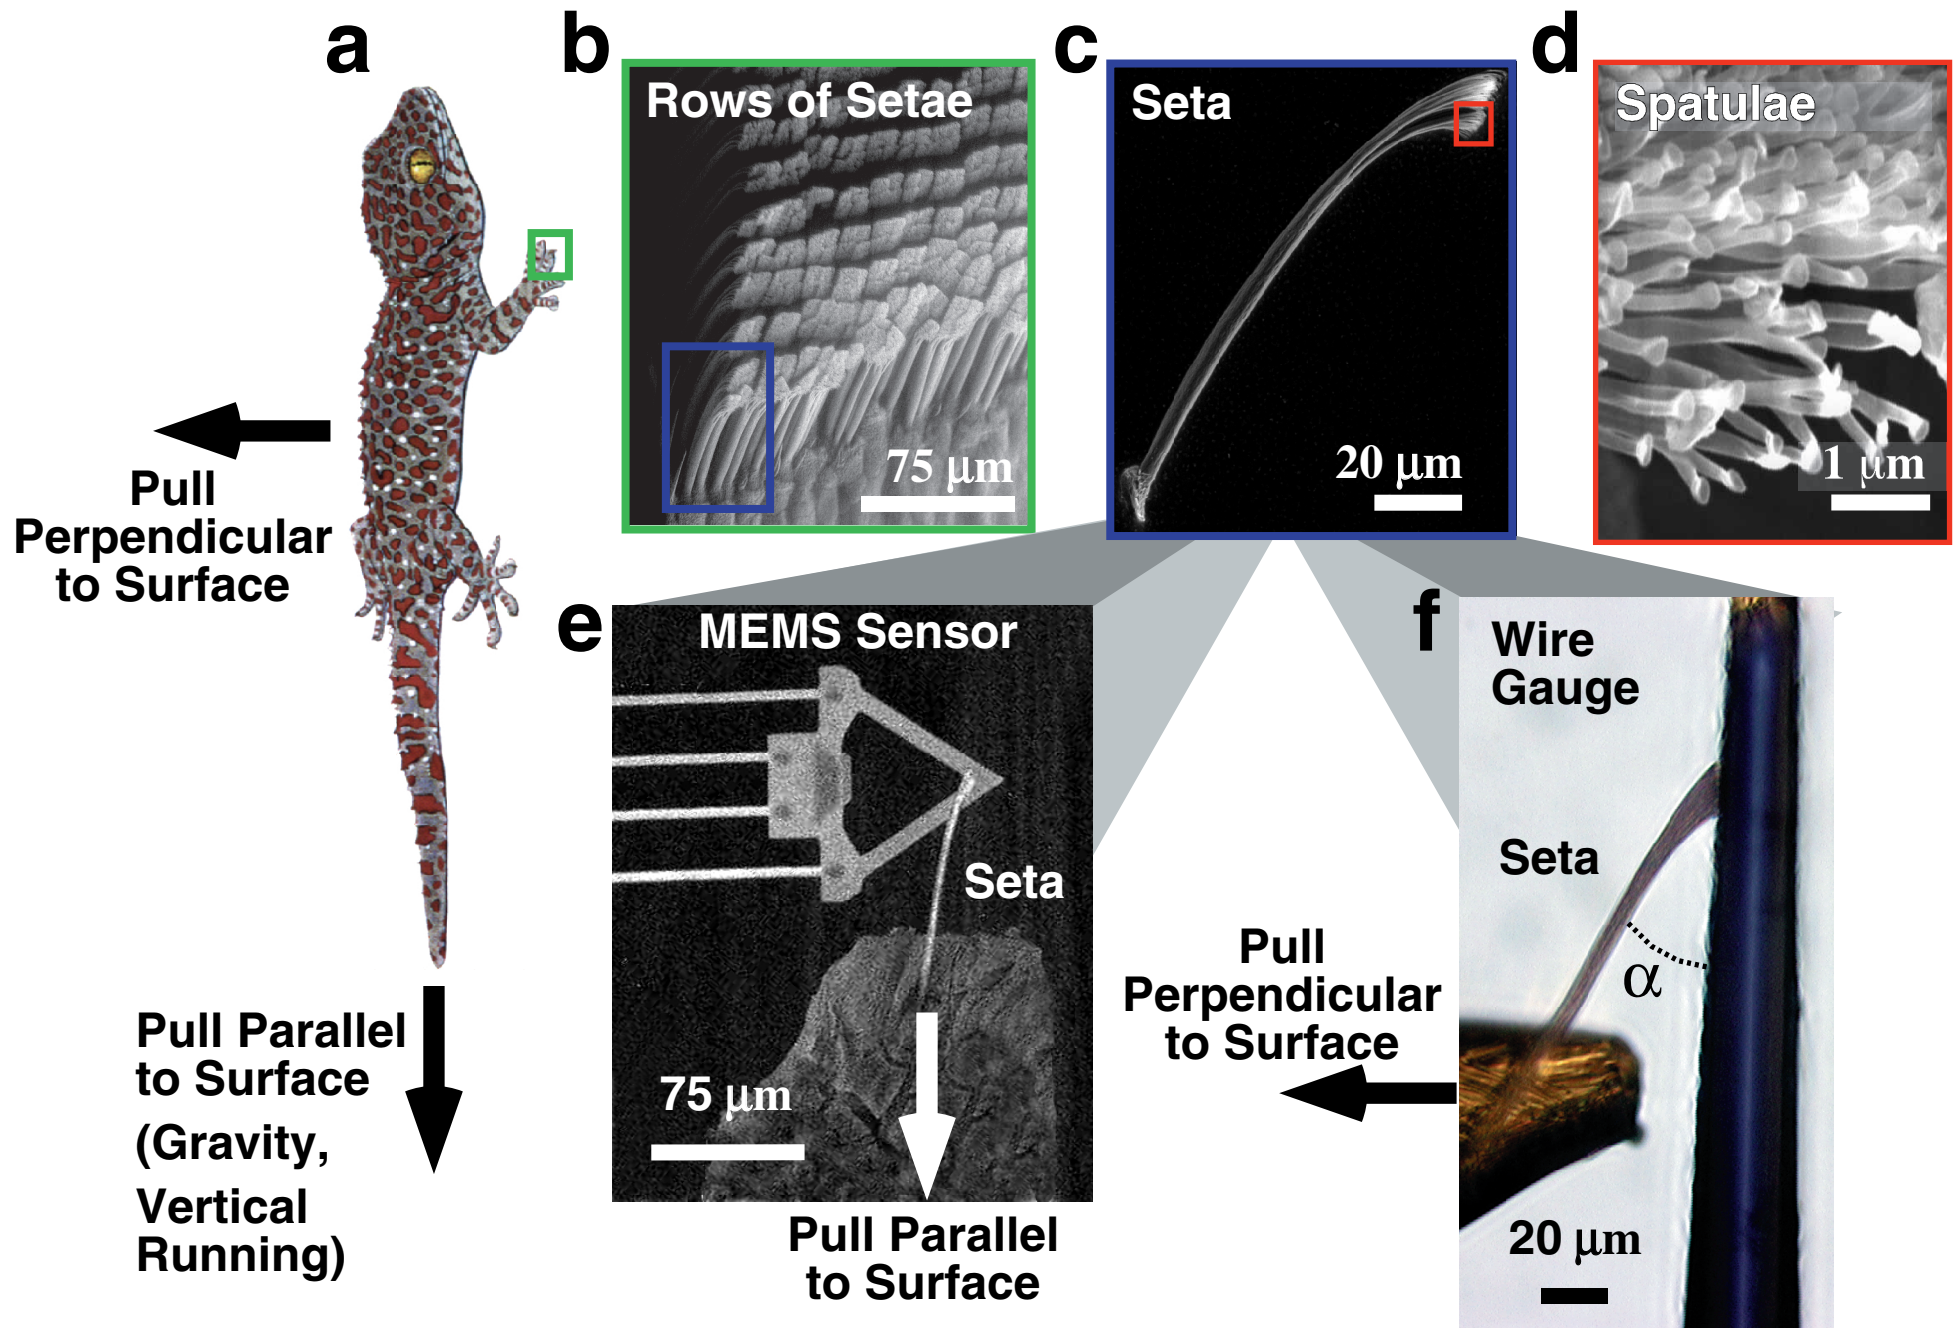 a
b
c
d
Rows of Setae
75 μm
Seta
20 μm
Spatulae
1 μm
Pull
Perpendicular
to Surface
Pull Parallel
to Surface
(Gravity,
Vertical
Running)
e
MEMS Sensor
Seta
75 μm
Pull Parallel
to Surface
Pull
Perpendicular
to Surface
f
Wire
Gauge
Seta
α
20 μm